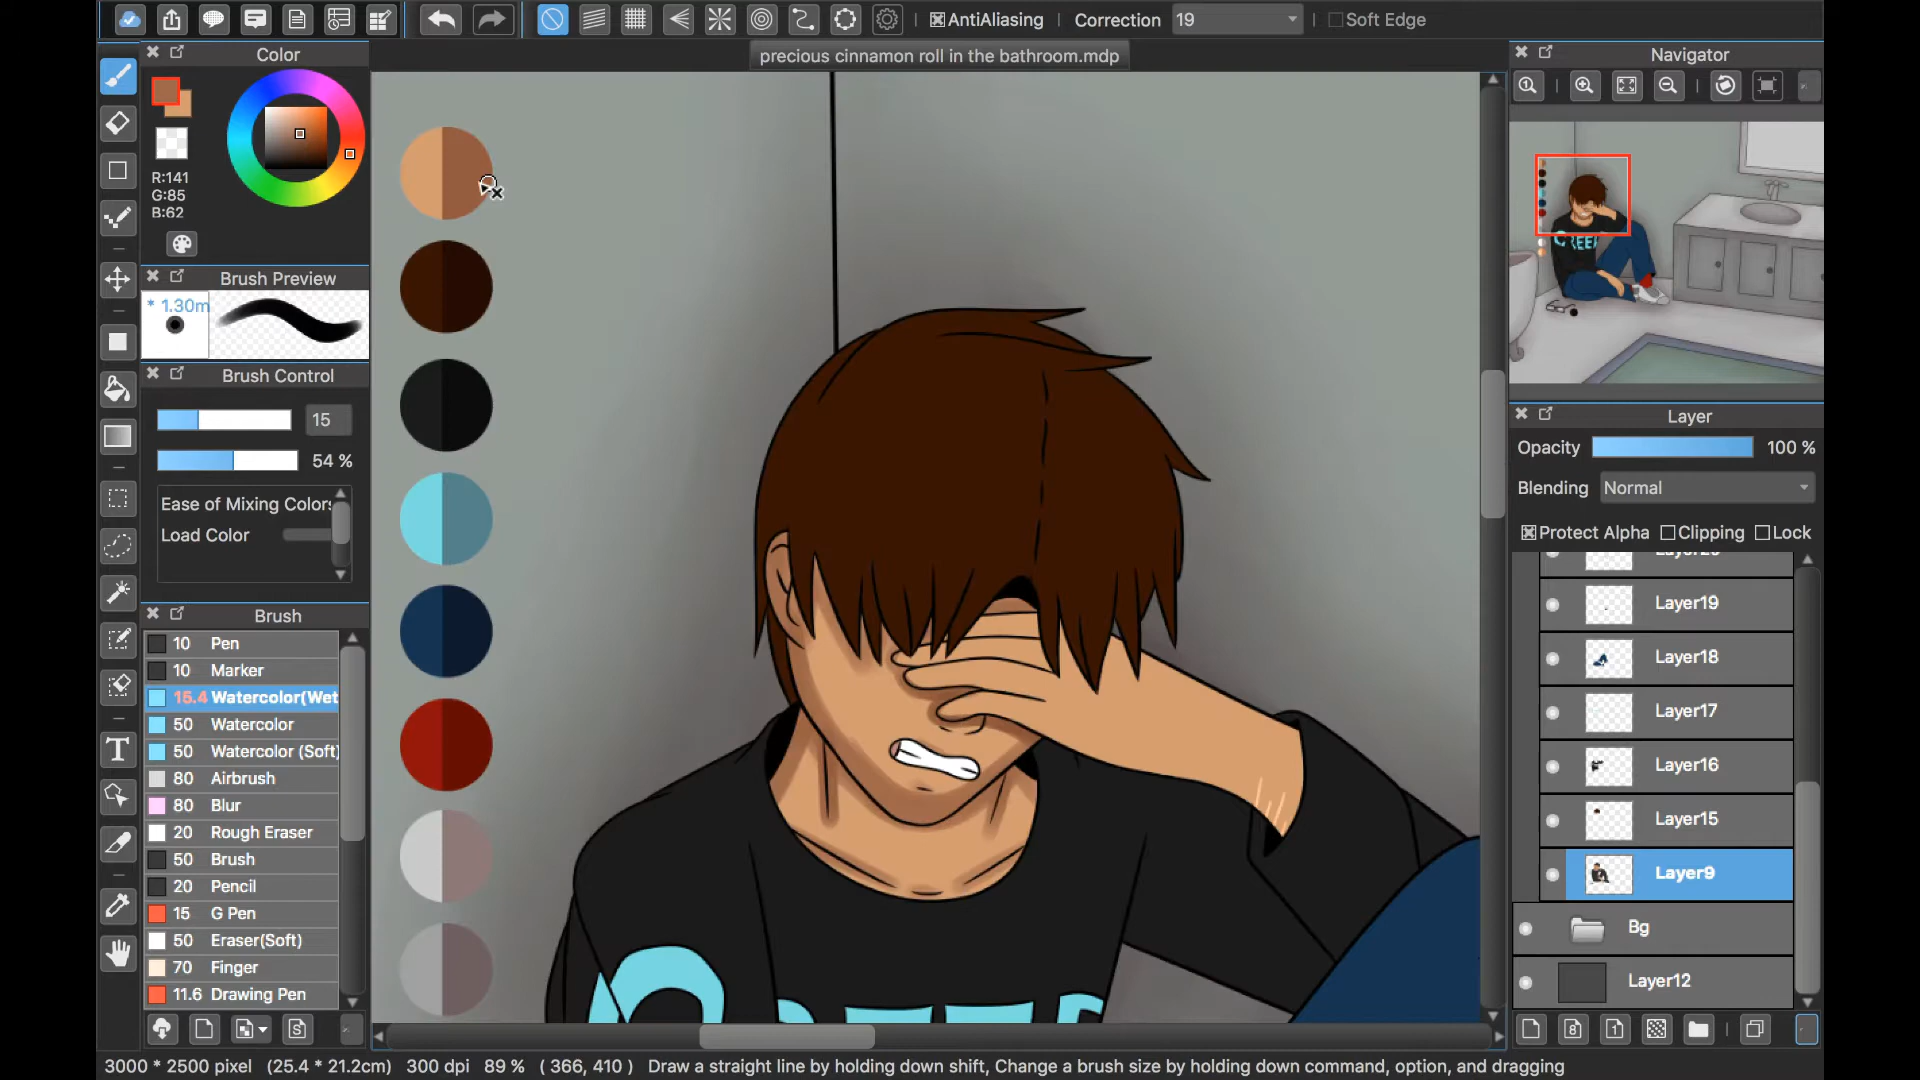 AntiAliasing
Correction
19
Soft Edge
Color
precious cinnamon roll in the bathroom.mdp
Navigator
R:141
G:85
B:62
Brush Preview
* 1.30m
Brush Control
15
54 %
Ease of Mixing Colors
Load Color
Brush
10 Pen
10 Marker
15.4 Watercolor(Wet
50 Watercolor
50 Watercolor (Soft)
80 Airbrush
80 Blur
20 Rough Eraser
50 Brush
20 Pencil
15 G Pen
50 Eraser(Soft)
70 Finger
11.6 Drawing Pen
Layer
Opacity
100 %
Blending
Normal
Protect Alpha
Clipping
Lock
Layer19
Layer18
Layer17
Layer16
Layer15
Layer9
Bg
Layer12
3000 * 2500 pixel (25.4 * 21.2cm) 300 dpi 89 % ( 366, 410 ) Draw a straight line by holding down shift, Change a brush size by holding down command, option, and dragging